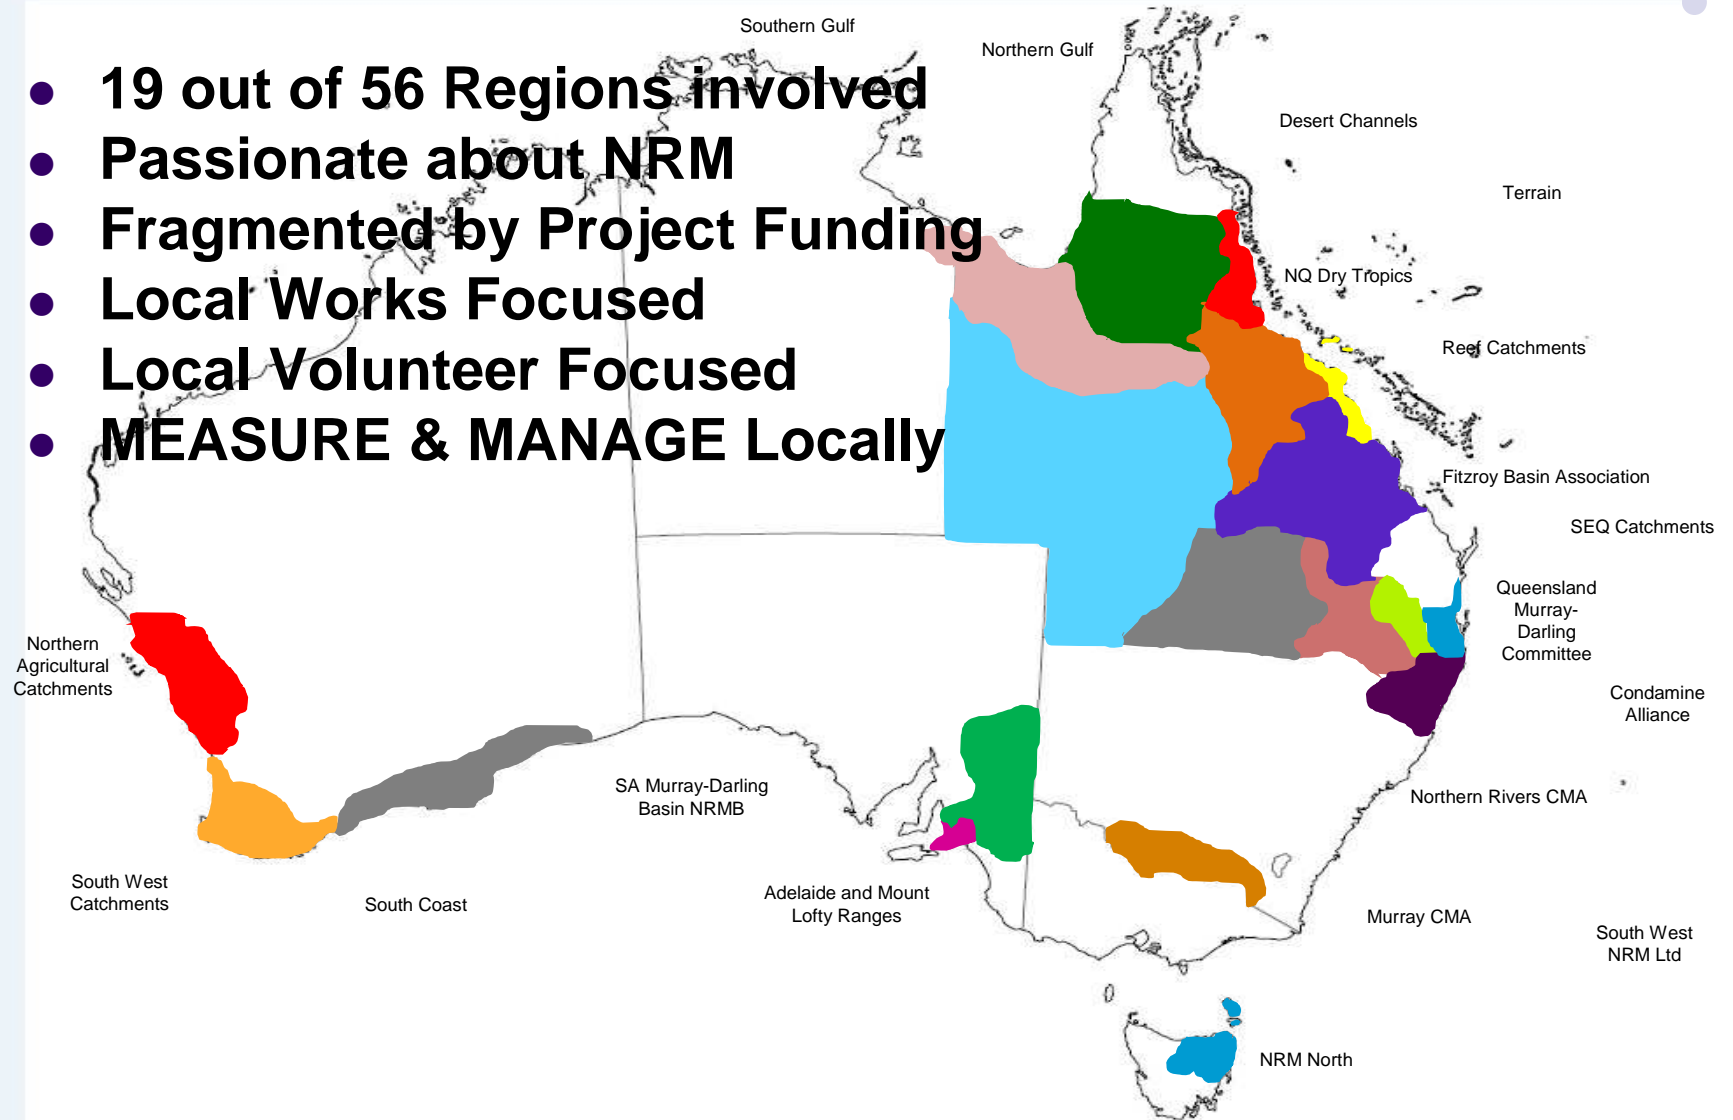 Southern Gulf
Northern Gulf
19 out of 56 Regions involved
Passionate about NRM
Fragmented by Project Funding
Local Works Focused
Local Volunteer Focused
MEASURE & MANAGE Locally
Desert Channels
Terrain
NQ Dry Tropics
Reef Catchments
Fitzroy Basin Association
SEQ Catchments
Queensland
Murray-
Darling
Committee
Northern
Agricultural
Catchments
Condamine
Alliance
SA Murray-Darling
Basin NRMB
Northern Rivers CMA
South West
Catchments
South Coast
Adelaide and Mount
Lofty Ranges
Murray CMA
South West
NRM Ltd
NRM North